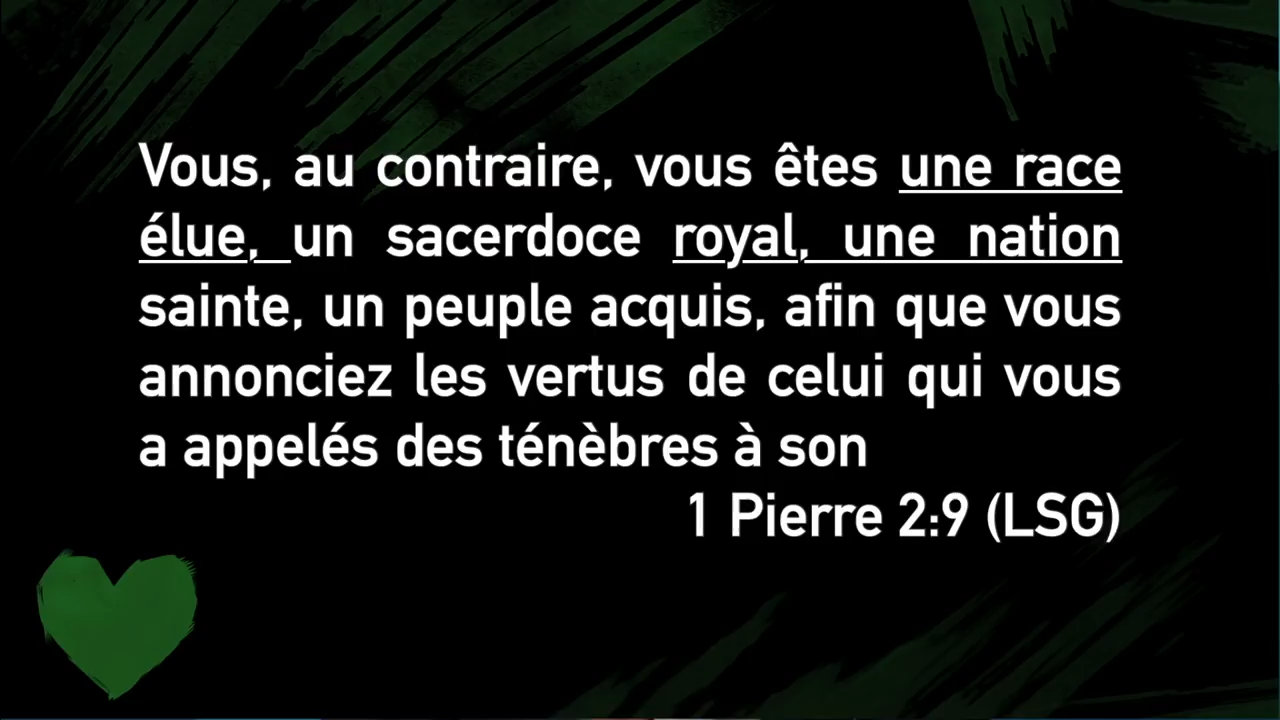 Vous, au contraire, vous êtes une race
élue, un sacerdoce royal, une nation
sainte, un peuple acquis, afin que vous
annonciez les vertus de celui qui vous
a appelés des ténèbres à son
1 Pierre 2:9 (LSG)